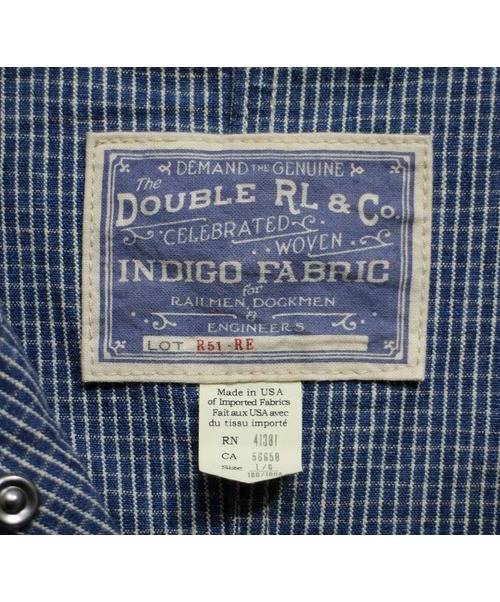 DEMAND THE GENUINE
The
DOUBLE RL & Co.
CELEBRATED
WOVEN
INDIGO FABRIC
for
RAILMEN, DOCKMEN
&
ENGINEERS
LOT R51-RE
Made in USA
of Imported Fabrics
Fait aux USA avec
du tissu importé
RN 41381
CA 56658
Size L/G